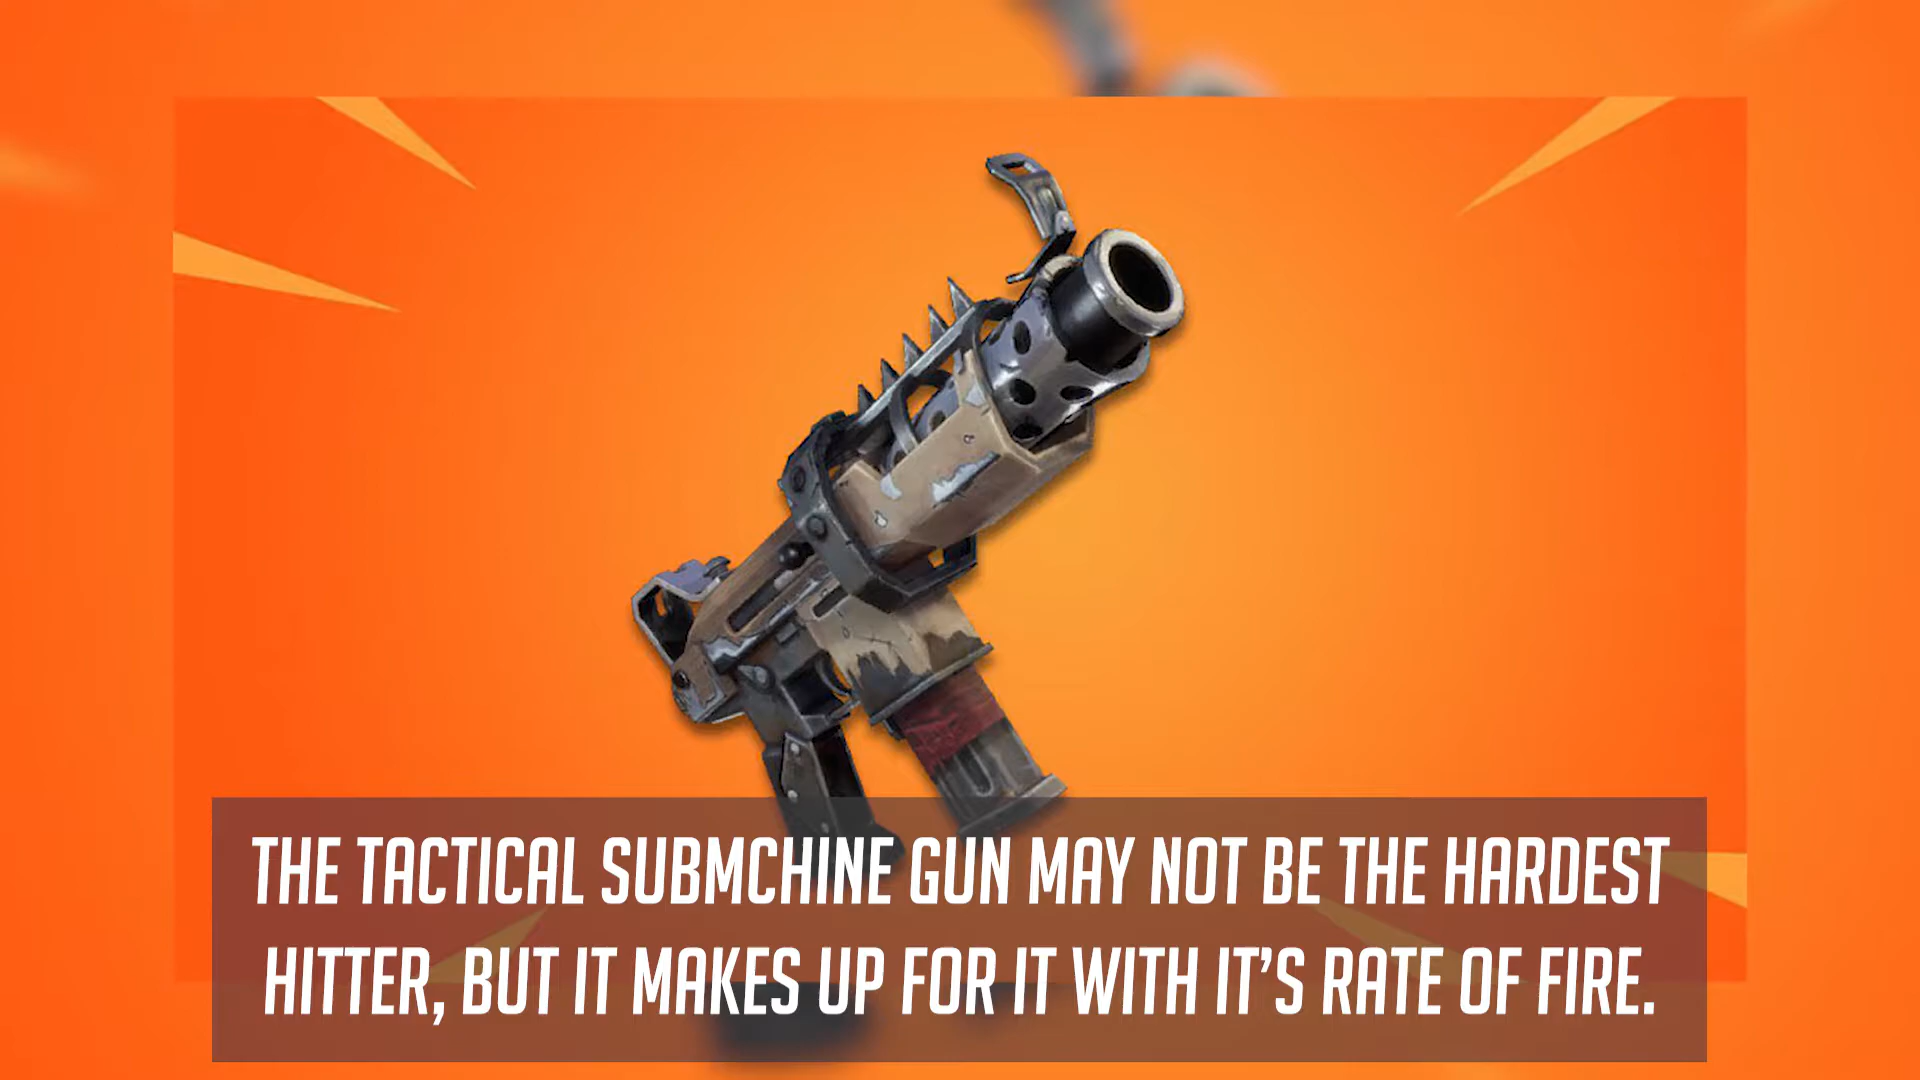 THE TACTICAL SUBMCHINE GUN MAY NOT BE THE HARDEST
HITTER, BUT IT MAKES UP FOR IT WITH IT’S RATE OF FIRE.